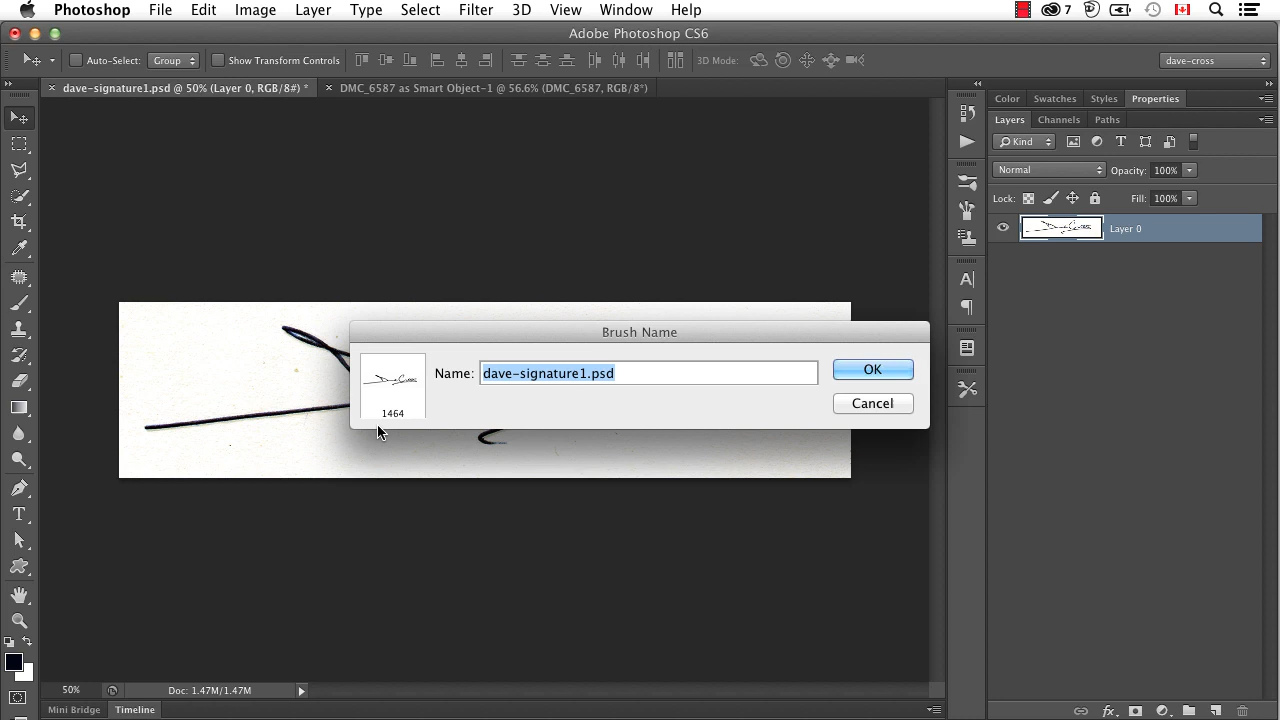 Photoshop File Edit Image Layer Type Select Filter 3D View Window Help 7
Adobe Photoshop CS6
Auto-Select: Group Show Transform Controls 3D Mode: dave-cross
dave-signature1.psd @ 50% (Layer 0, RGB/8#) * DMC_6587 as Smart Object-1 @ 56.6% (DMC_6587, RGB/8*)
Color Swatches Styles Properties
Layers Channels Paths
Kind
Normal Opacity: 100%
Lock: Fill: 100%
Layer 0
Brush Name
Name: dave-signature1.psd OK
1464
Cancel
50% Doc: 1.47M/1.47M
Mini Bridge Timeline